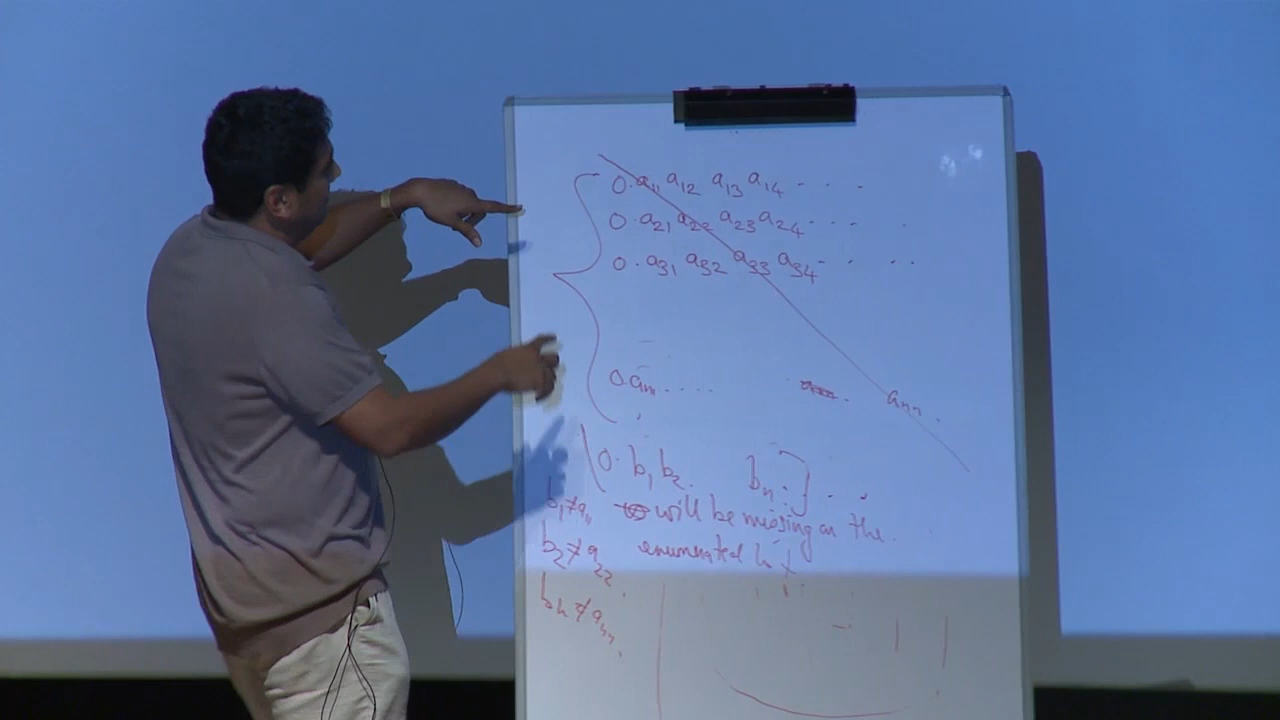 0.a11 a12 a13 a14 . . .
0.a21 a22 a23 a24 . . .
0.a31 a32 a33 a34 . . . .
0.an1 . . . . ann .
0. b1 b2 . bn . . .
b1≠a11 will be missing on the .
b2≠a22 . enumerated list
bn≠ann .